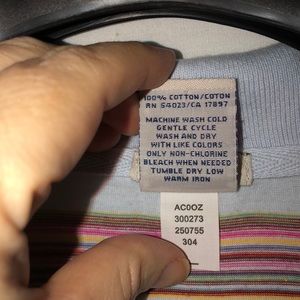 100% COTTON/COTON
RN 54023/CA 17897
MACHINE WASH COLD
GENTLE CYCLE
WASH AND DRY
WITH LIKE COLORS
ONLY NON-CHLORINE
BLEACH WHEN NEEDED
TUMBLE DRY LOW
WARM IRON
AC0OZ
300273
250755
304